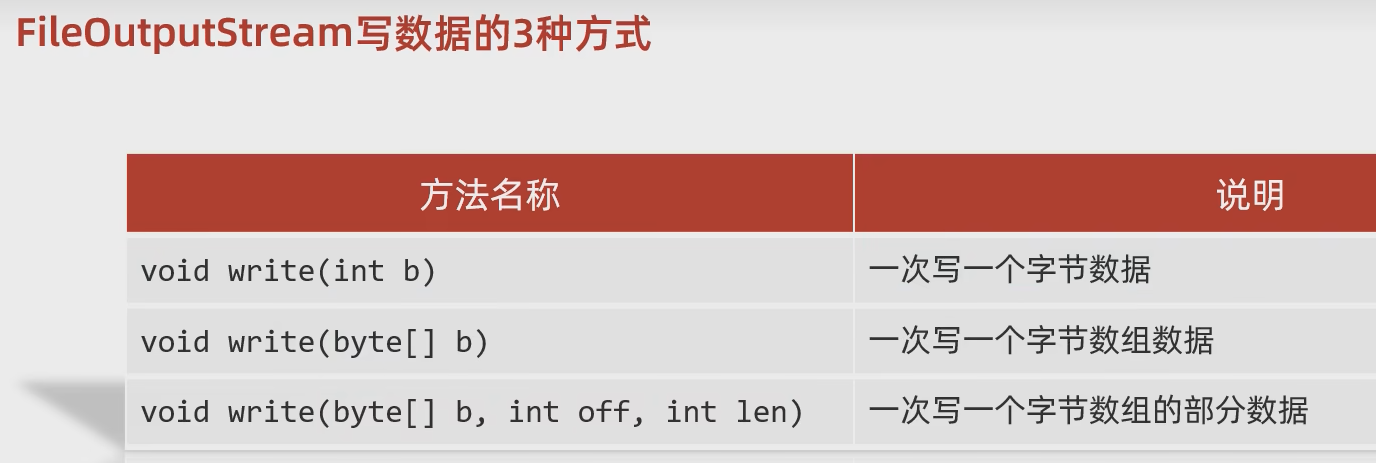 FileOutputStream写数据的3种方式
方法名称 说明
void write(int b) 一次写一个字节数据
void write(byte[] b) 一次写一个字节数组数据
void write(byte[] b, int off, int len) 一次写一个字节数组的部分数据